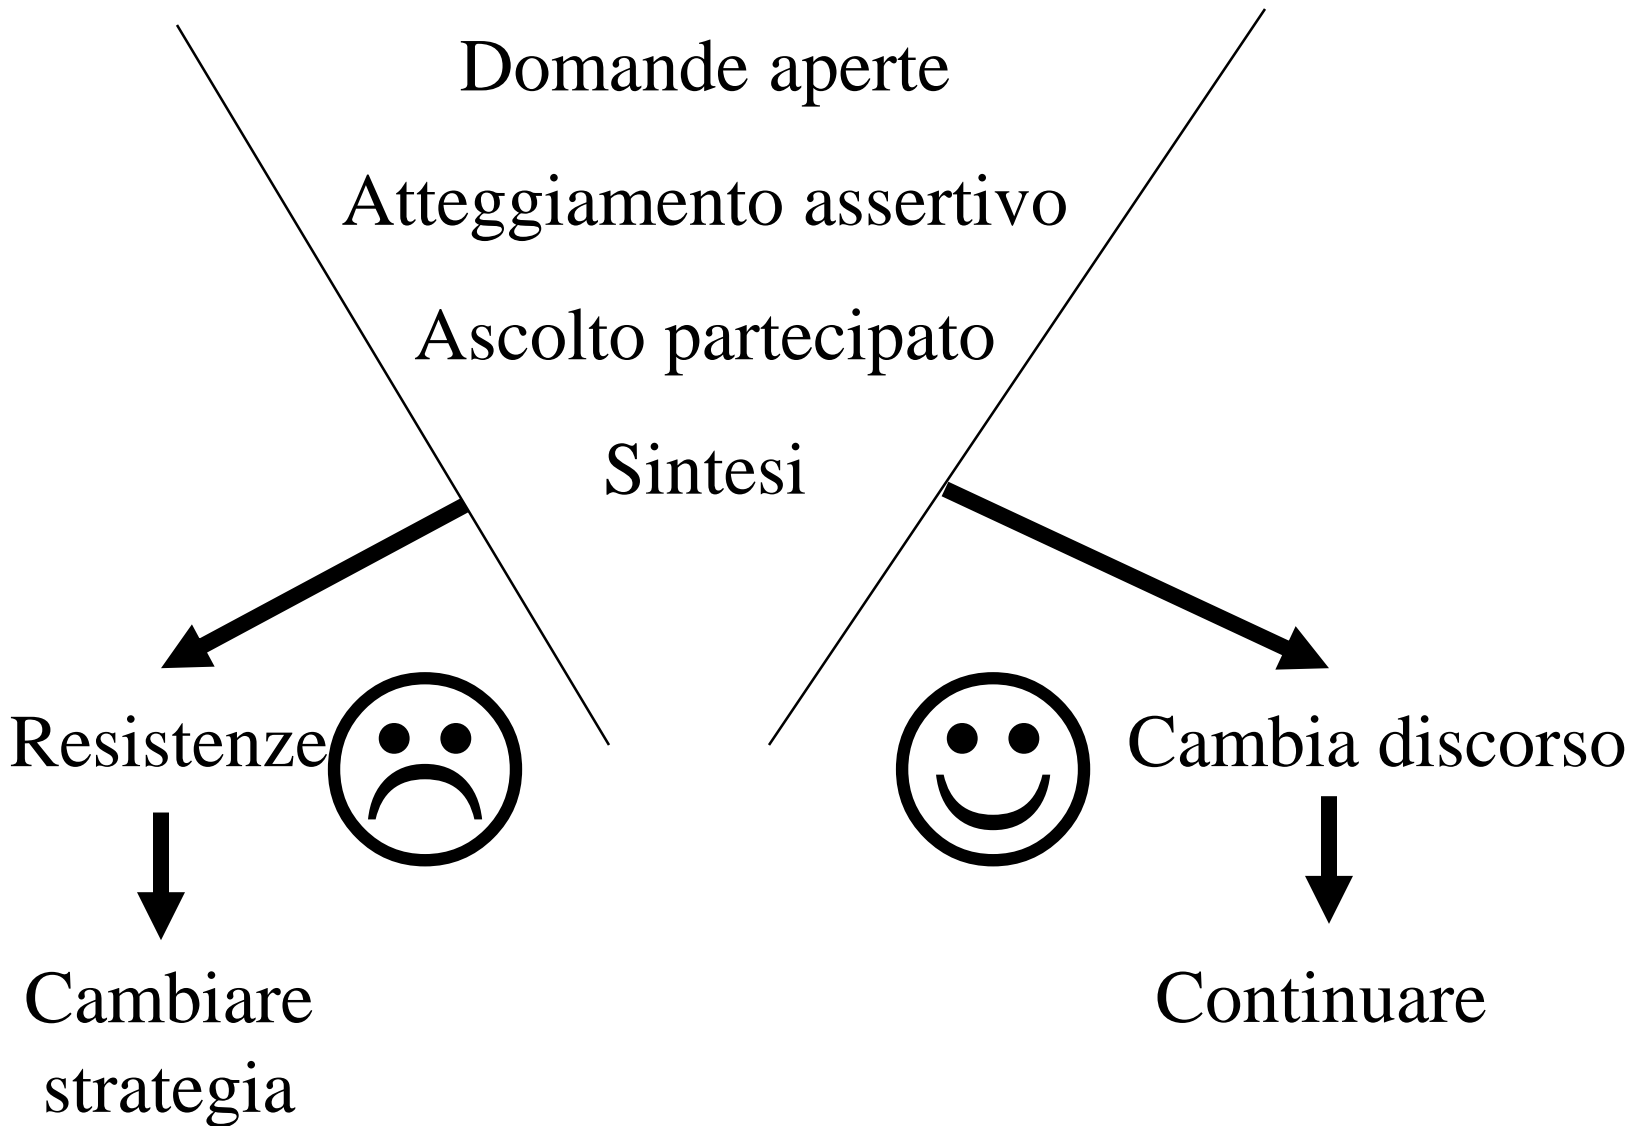 Domande aperte
Atteggiamento assertivo
Ascolto partecipato
Sintesi
Resistenze
Cambia discorso
Cambiare
strategia
Continuare